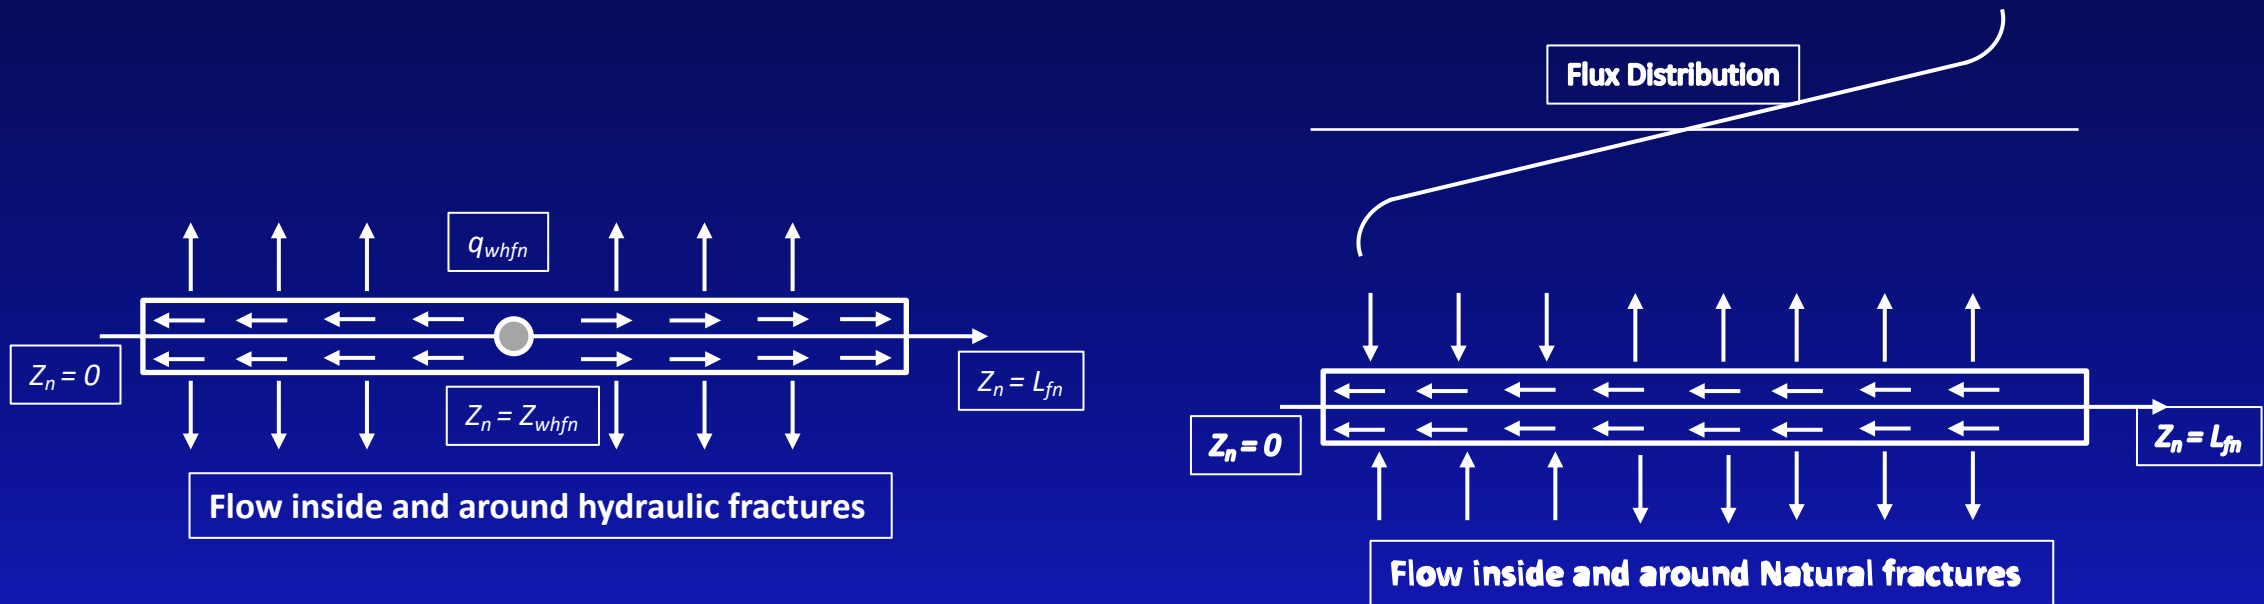 q_whfn
Z_n = 0
Z_n = Z_whfn
Z_n = L_fn
Flow inside and around hydraulic fractures
Flux Distribution
Z_n = 0
Z_n = L_fn
Flow inside and around Natural fractures